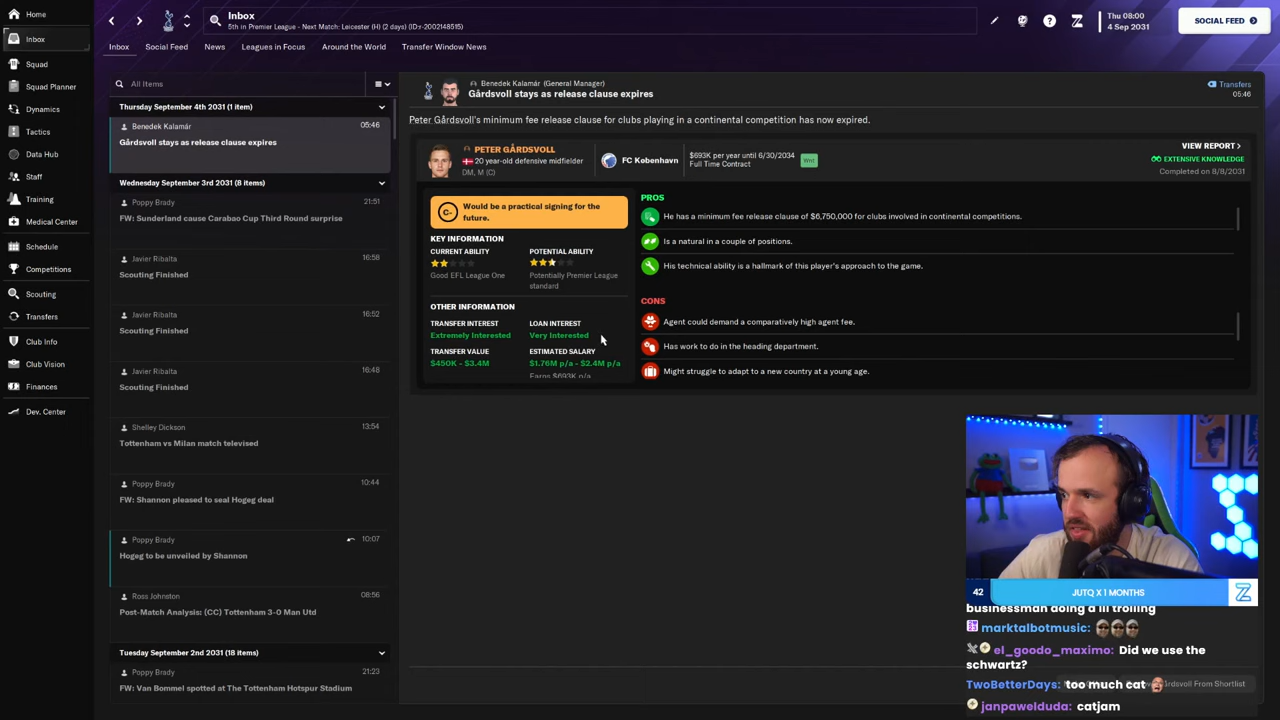 Home
Inbox
Squad
Squad Planner
Dynamics
Tactics
Data Hub
Staff
Training
Medical Center
Schedule
Competitions
Scouting
Transfers
Club Info
Club Vision
Finances
Dev. Center
Inbox
5th in Premier League - Next Match: Leicester (H) (2 days) (ID:r-2002148515)
Thu 08:00
4 Sep 2031
SOCIAL FEED
Inbox
Social Feed
News
Leagues in Focus
Around the World
Transfer Window News
All Items
Thursday September 4th 2031 (1 item)
Benedek Kalamár
05:46
Gårdsvoll stays as release clause expires
Wednesday September 3rd 2031 (8 items)
Poppy Brady
21:51
FW: Sunderland cause Carabao Cup Third Round surprise
Javier Ribalta
16:58
Scouting Finished
Javier Ribalta
16:52
Scouting Finished
Javier Ribalta
16:48
Scouting Finished
Shelley Dickson
13:54
Tottenham vs Milan match televised
Poppy Brady
10:44
FW: Shannon pleased to seal Hogeg deal
Poppy Brady
10:07
Hogeg to be unveiled by Shannon
Ross Johnston
08:56
Post-Match Analysis: (CC) Tottenham 3-0 Man Utd
Tuesday September 2nd 2031 (18 items)
Poppy Brady
21:23
FW: Van Bommel spotted at The Tottenham Hotspur Stadium
Benedek Kalamár (General Manager)
Gårdsvoll stays as release clause expires
Transfers
05:46
Peter Gårdsvoll's minimum fee release clause for clubs playing in a continental competition has now expired.
PETER GÅRDSVOLL
20 year-old defensive midfielder
DM, M (C)
FC København
$693K per year until 6/30/2034
Full Time Contract
Wnt
VIEW REPORT
EXTENSIVE KNOWLEDGE
Completed on 8/8/2031
C-
Would be a practical signing for the
future.
KEY INFORMATION
CURRENT ABILITY
Good EFL League One
POTENTIAL ABILITY
Potentially Premier League
standard
OTHER INFORMATION
TRANSFER INTEREST
Extremely Interested
LOAN INTEREST
Very Interested
TRANSFER VALUE
$450K - $3.4M
ESTIMATED SALARY
$1.76M p/a - $2.4M p/a
Earns $693K p/a
PROS
He has a minimum fee release clause of $6,750,000 for clubs involved in continental competitions.
Is a natural in a couple of positions.
His technical ability is a hallmark of this player's approach to the game.
CONS
Agent could demand a comparatively high agent fee.
Has work to do in the heading department.
Might struggle to adapt to a new country at a young age.
42
JUTQ X 1 MONTHS
businessman doing a lil trolling
marktalbotmusic:
el_goodo_maximo: Did we use the
schwartz?
TwoBetterDays: too much cat
årdsvoll From Shortlist
janpawelduda: catjam